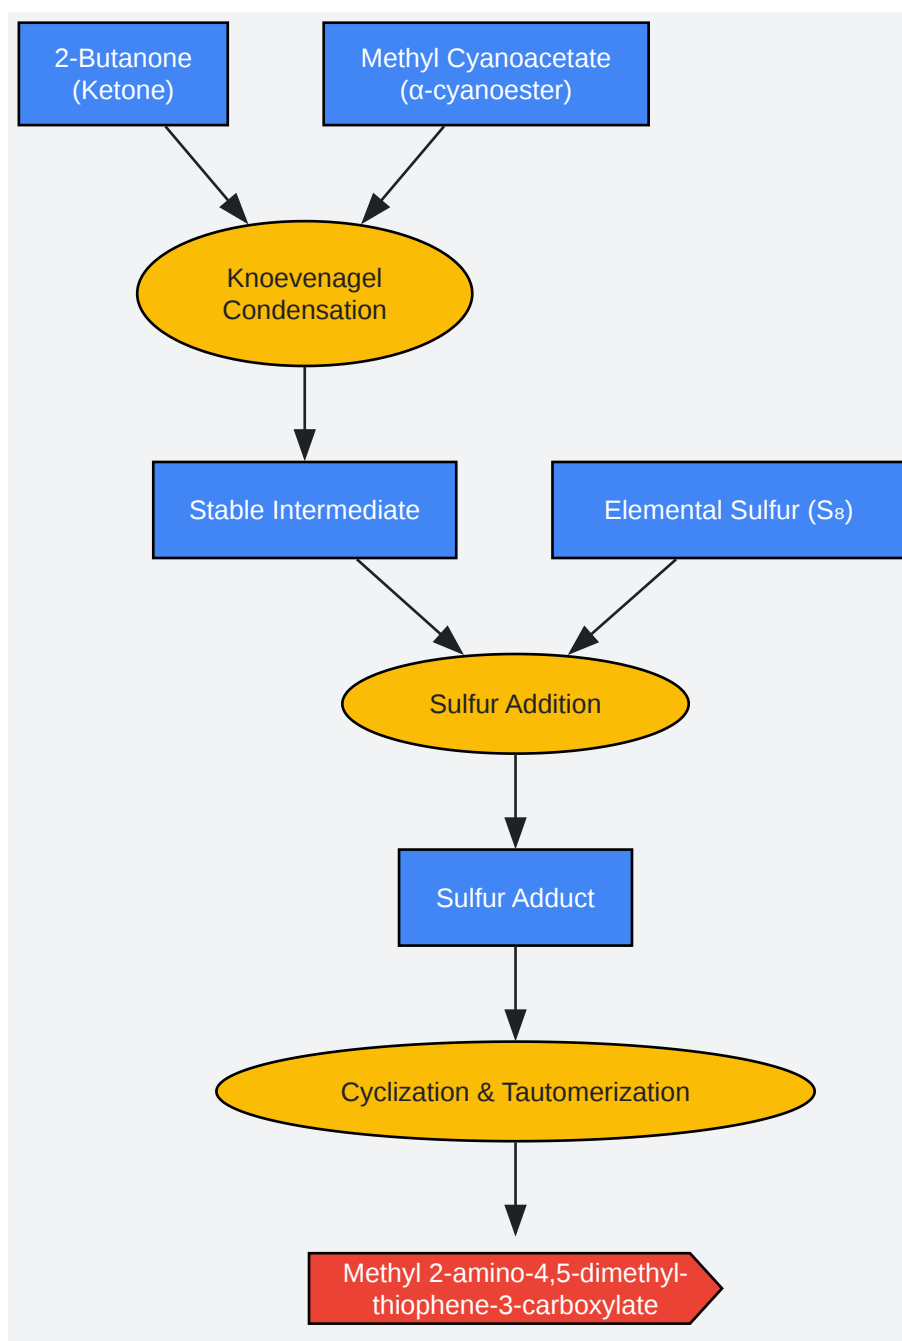 2-Butanone
(Ketone)
Methyl Cyanoacetate
(α-cyanoester)
Knoevenagel
Condensation
Stable Intermediate
Elemental Sulfur (S₈)
Sulfur Addition
Sulfur Adduct
Cyclization & Tautomerization
Methyl 2-amino-4,5-dimethyl-
thiophene-3-carboxylate